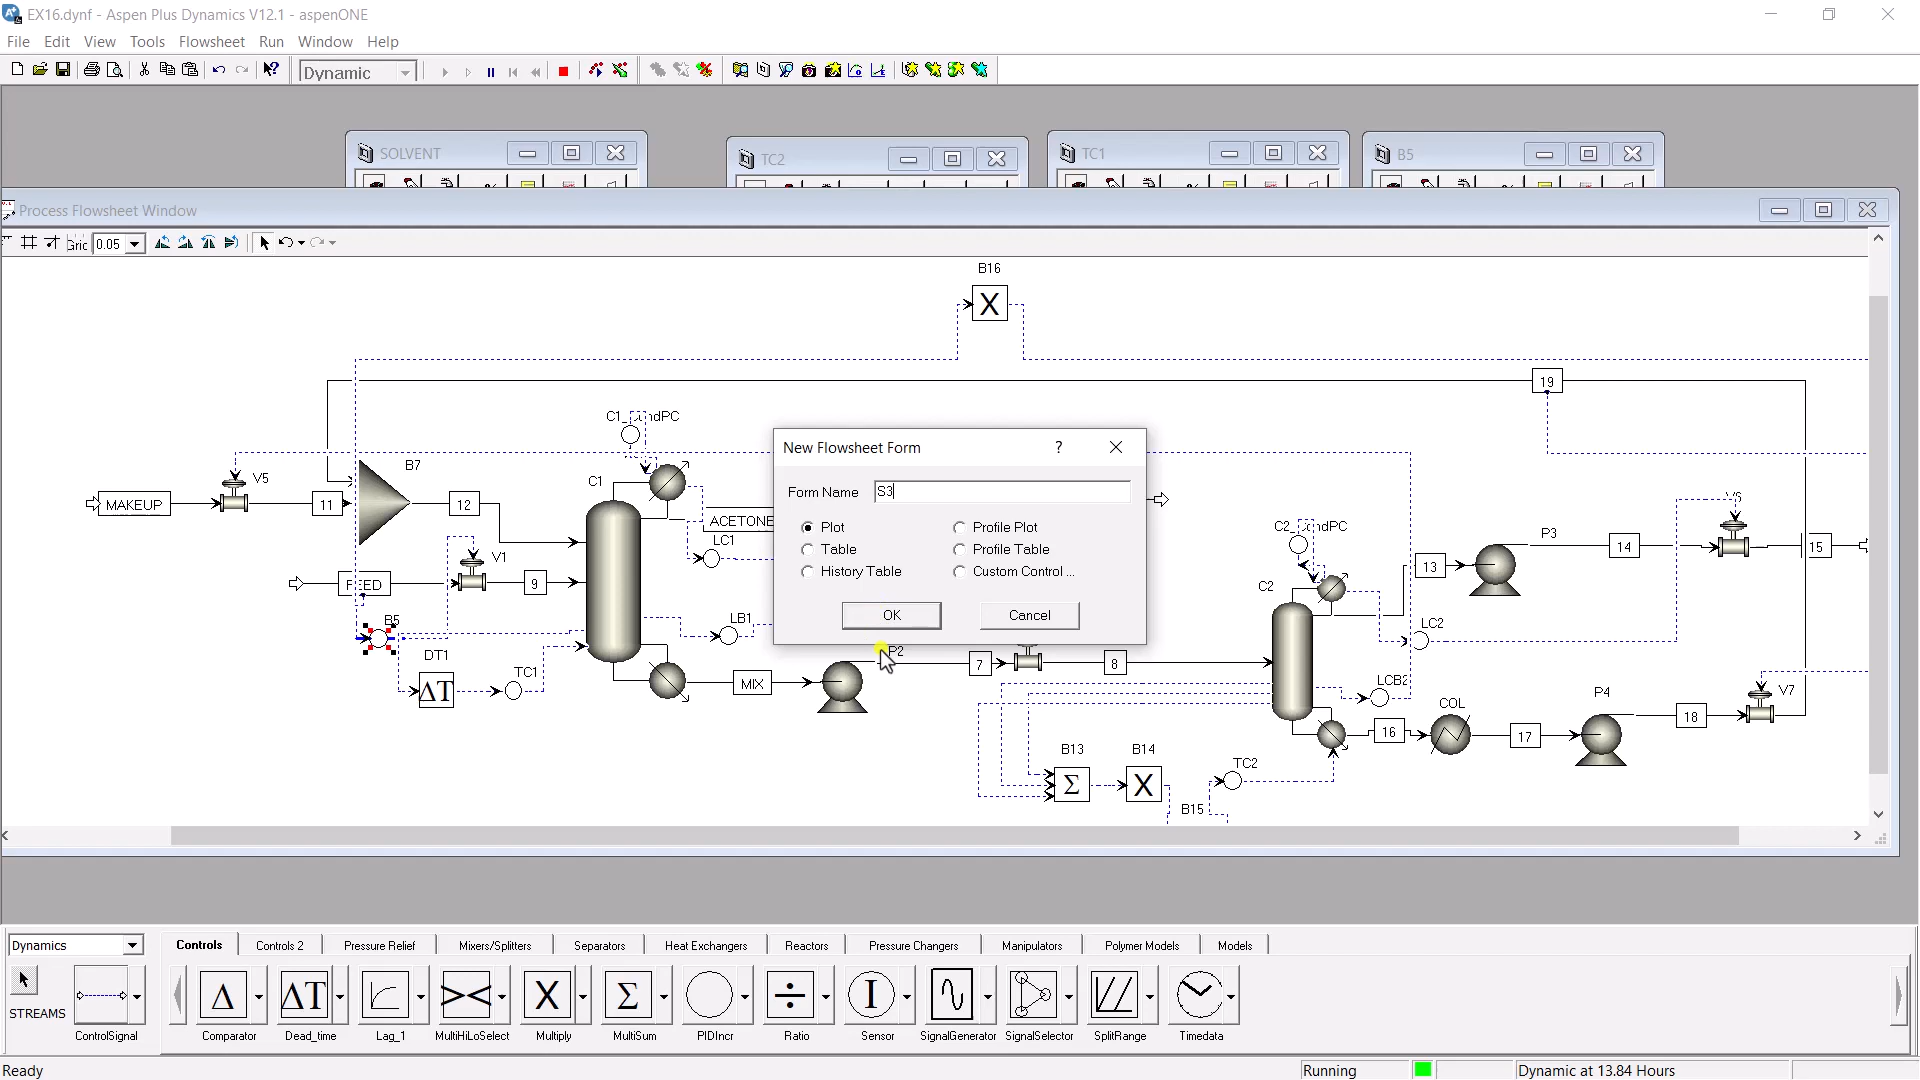 EX16.dynf - Aspen Plus Dynamics V12.1 - aspenONE
File Edit View Tools Flowsheet Run Window Help
Dynamic
SOLVENT
TC2
TC1
B5
Process Flowsheet Window
0.05
B16
19
C1
B7
V5
MAKEUP
11
12
ACETONE
LC1
V1
FEED
9
B5
DT1
ΔT
TC1
LB1
MIX
P2
7
8
New Flowsheet Form
?
Form Name S3
Plot
Profile Plot
Table
Profile Table
History Table
Custom Control ...
OK
Cancel
C2
13
P3
14
15
LC2
LCB2
16
COL
17
P4
18
V7
B13
Σ
B14
X
B15
TC2
Dynamics
Controls
Controls 2
Pressure Relief
Mixers/Splitters
Separators
Heat Exchangers
Reactors
Pressure Changers
Manipulators
Polymer Models
Models
STREAMS
ControlSignal
Comparator
Dead_time
Lag_1
MultiHiLoSelect
Multiply
MultiSum
PIDIncr
Ratio
Sensor
SignalGenerator
SignalSelector
SplitRange
Timedata
Ready
Running
Dynamic at 13.84 Hours